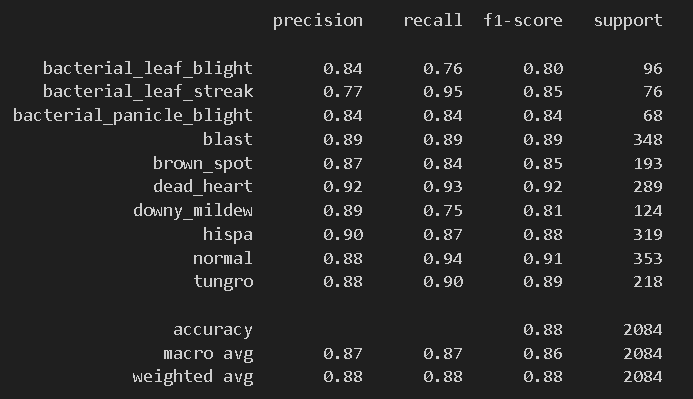 precision recall f1-score support
bacterial_leaf_blight 0.84 0.76 0.80 96
bacterial_leaf_streak 0.77 0.95 0.85 76
bacterial_panicle_blight 0.84 0.84 0.84 68
blast 0.89 0.89 0.89 348
brown_spot 0.87 0.84 0.85 193
dead_heart 0.92 0.93 0.92 289
downy_mildew 0.89 0.75 0.81 124
hispa 0.90 0.87 0.88 319
normal 0.88 0.94 0.91 353
tungro 0.88 0.90 0.89 218
accuracy 0.88 2084
macro avg 0.87 0.87 0.86 2084
weighted avg 0.88 0.88 0.88 2084